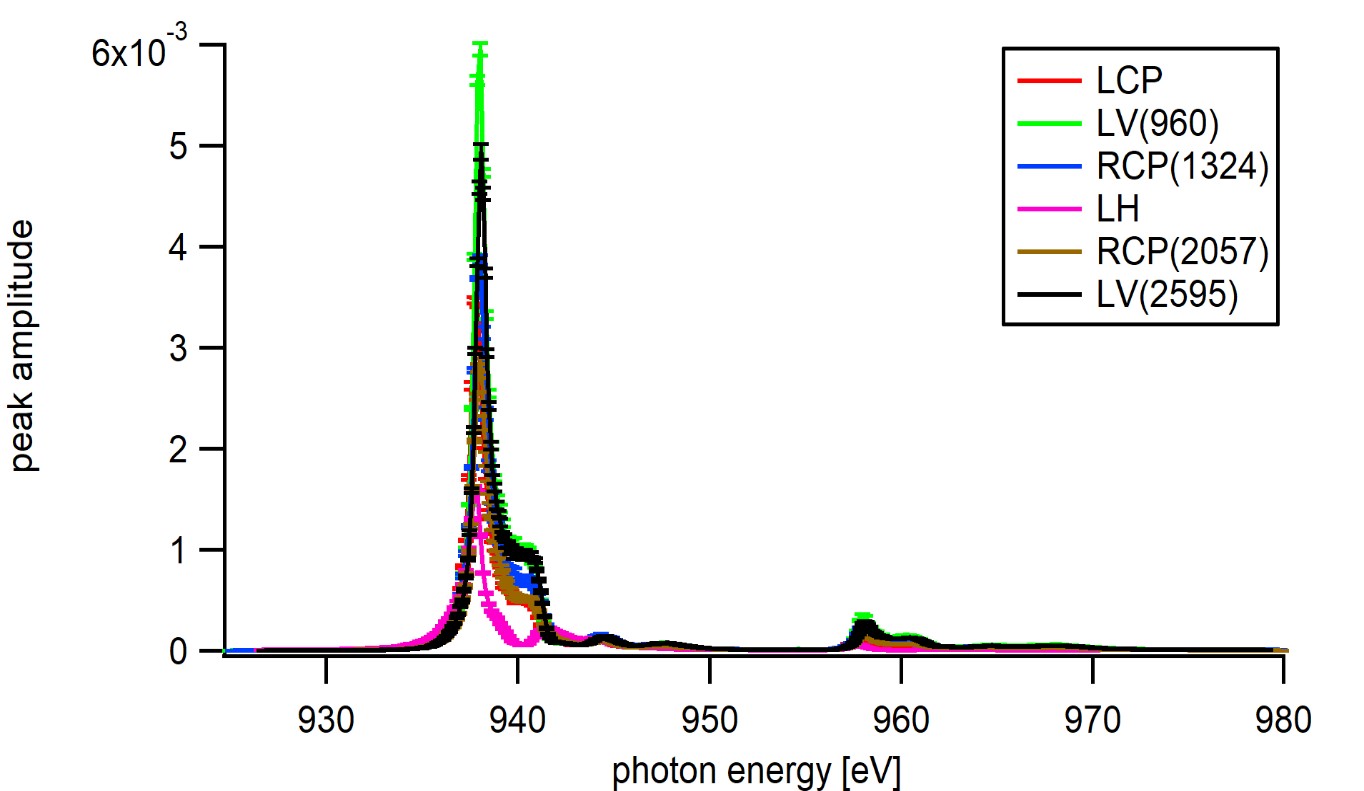 6x10-3
5
4
3
2
1
0
peak amplitude
930 940 950 960 970 980
photon energy [eV]
LCP
LV(960)
RCP(1324)
LH
RCP(2057)
LV(2595)